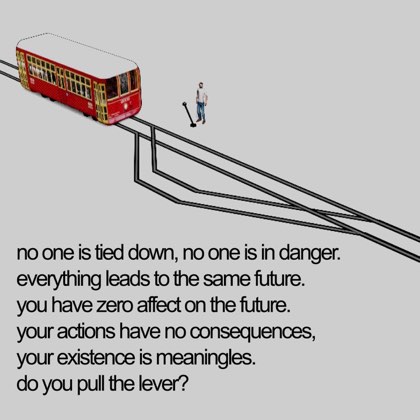 no one is tied down, no one is in danger.
everything leads to the same future.
you have zero affect on the future.
your actions have no consequences,
your existence is meaningles.
do you pull the lever?